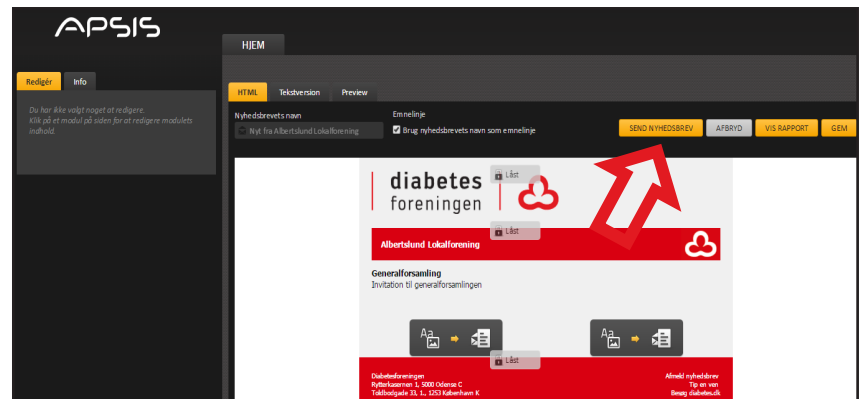 APSIS
HJEM
Redigér Info
Du har ikke valgt noget at redigere.
Klik på et modul på siden for at redigere modulets
indhold.
HTML Tekstversion Preview
Nyhedsbrevets navn
Nyt fra Albertslund Lokalforening
Emnelinje
Brug nyhedsbrevets navn som emnelinje
SEND NYHEDSBREV AFBRYD VIS RAPPORT GEM
Låst
diabetes
foreningen
Låst
Albertslund Lokalforening
Generalforsamling
Invitation til generalforsamlingen
Aa
Aa
Låst
Diabetesforeningen
Rytterkasernen 1, 5000 Odense C
Toldbodgade 33, 1., 1253 København K
Afmeld nyhedsbrev
Tip en ven
Besøg diabetes.dk